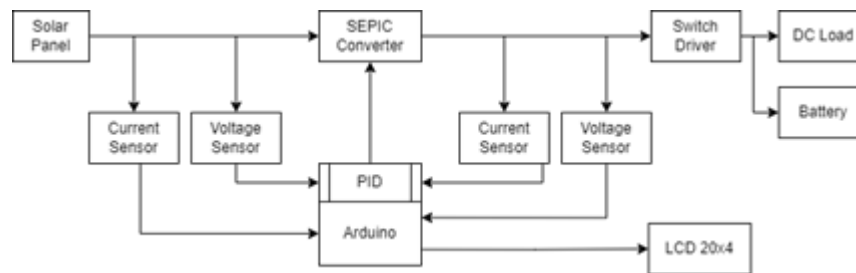 Solar
Panel
SEPIC
Converter
Switch
Driver
DC Load
Battery
Current
Sensor
Voltage
Sensor
Current
Sensor
Voltage
Sensor
PID
Arduino
LCD 20x4